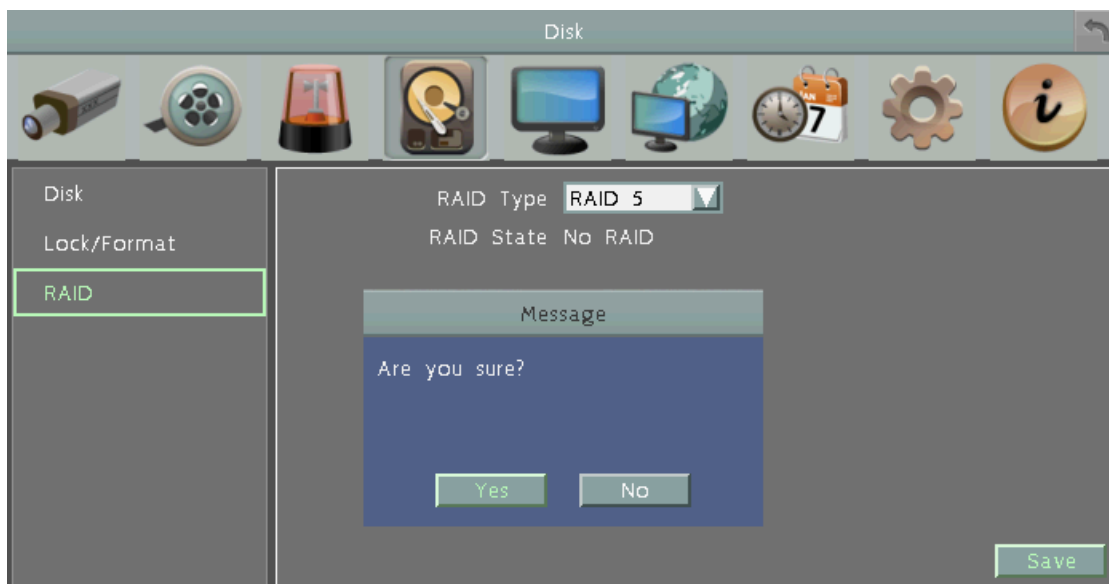 Disk
JAN
7
i
Disk
Lock/Format
RAID
RAID Type RAID 5
RAID State No RAID
Message
Are you sure?
Yes No
Save